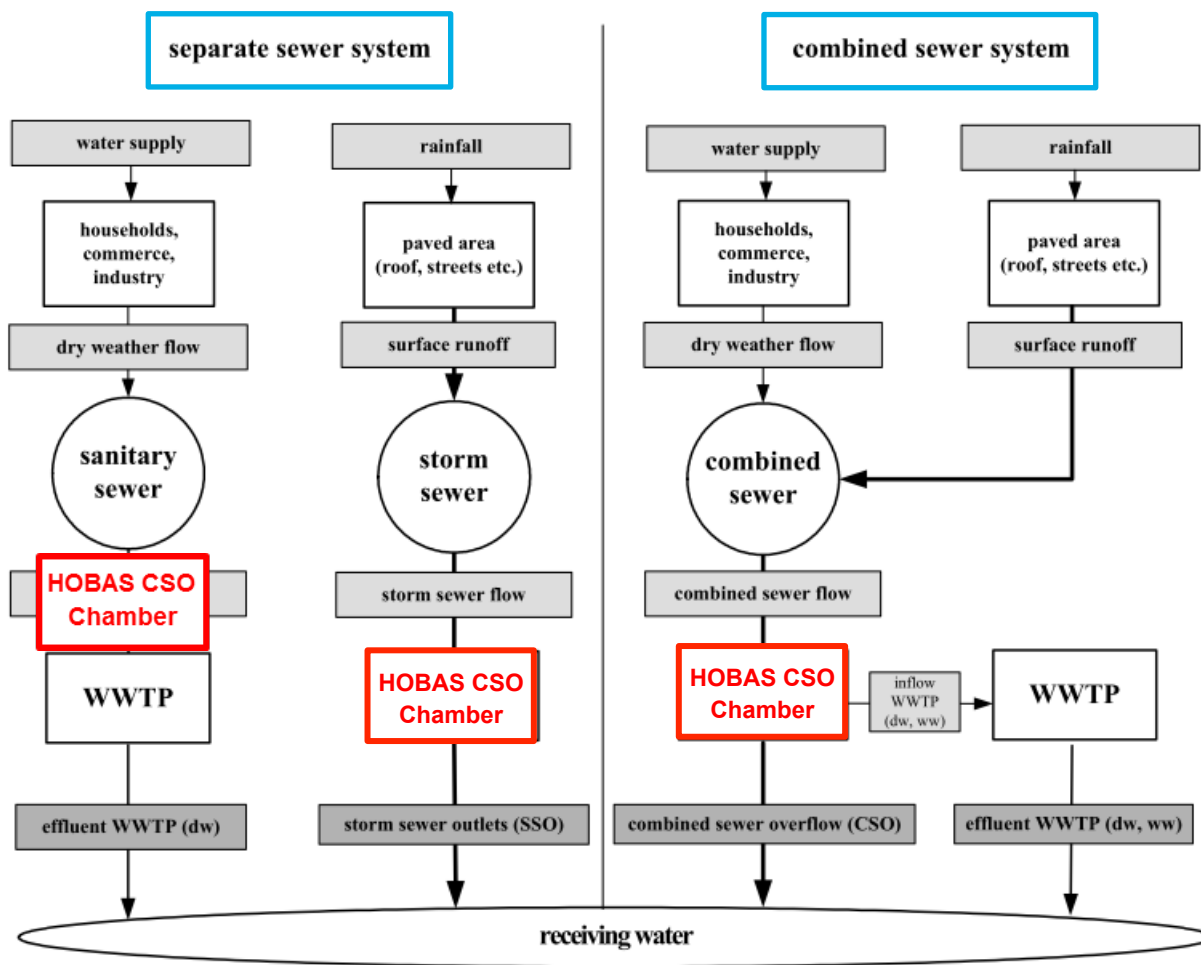 separate sewer system
combined sewer system
water supply
rainfall
water supply
rainfall
households,
commerce,
industry
paved area
(roof, streets etc.)
households,
commerce,
industry
paved area
(roof, streets etc.)
dry weather flow
surface runoff
dry weather flow
surface runoff
sanitary
sewer
storm
sewer
combined
sewer
HOBAS CSO
Chamber
storm sewer flow
combined sewer flow
WWTP
HOBAS CSO
Chamber
HOBAS CSO
Chamber
inflow
WWTP
(dw, ww)
WWTP
effluent WWTP (dw)
storm sewer outlets (SSO)
combined sewer overflow (CSO)
effluent WWTP (dw, ww)
receiving water